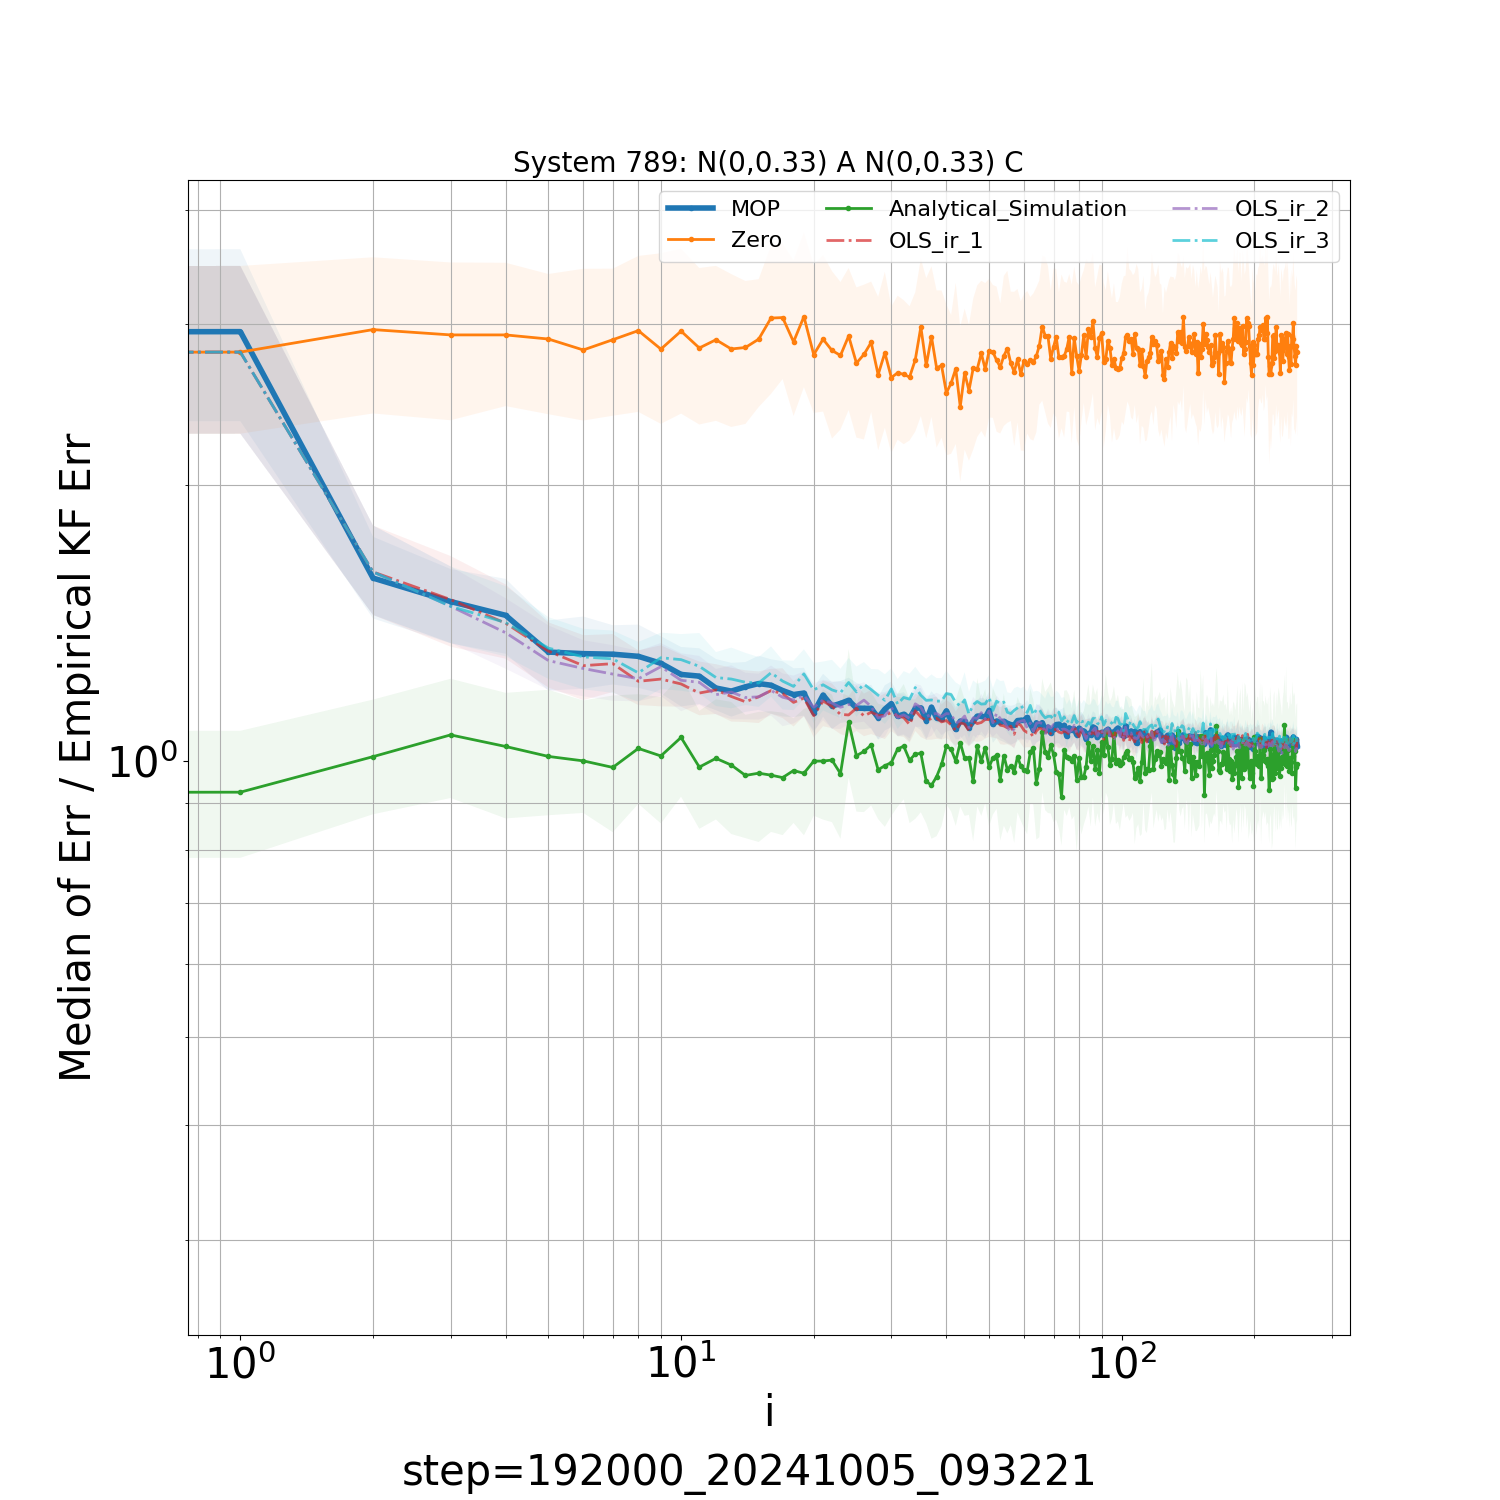 System 789: N(0,0.33) A N(0,0.33) C
MOP
Zero
Analytical_Simulation
OLS_ir_1
OLS_ir_2
OLS_ir_3
Median of Err / Empirical KF Err
10⁰
10⁰
10¹
10²
i
step=192000_20241005_093221